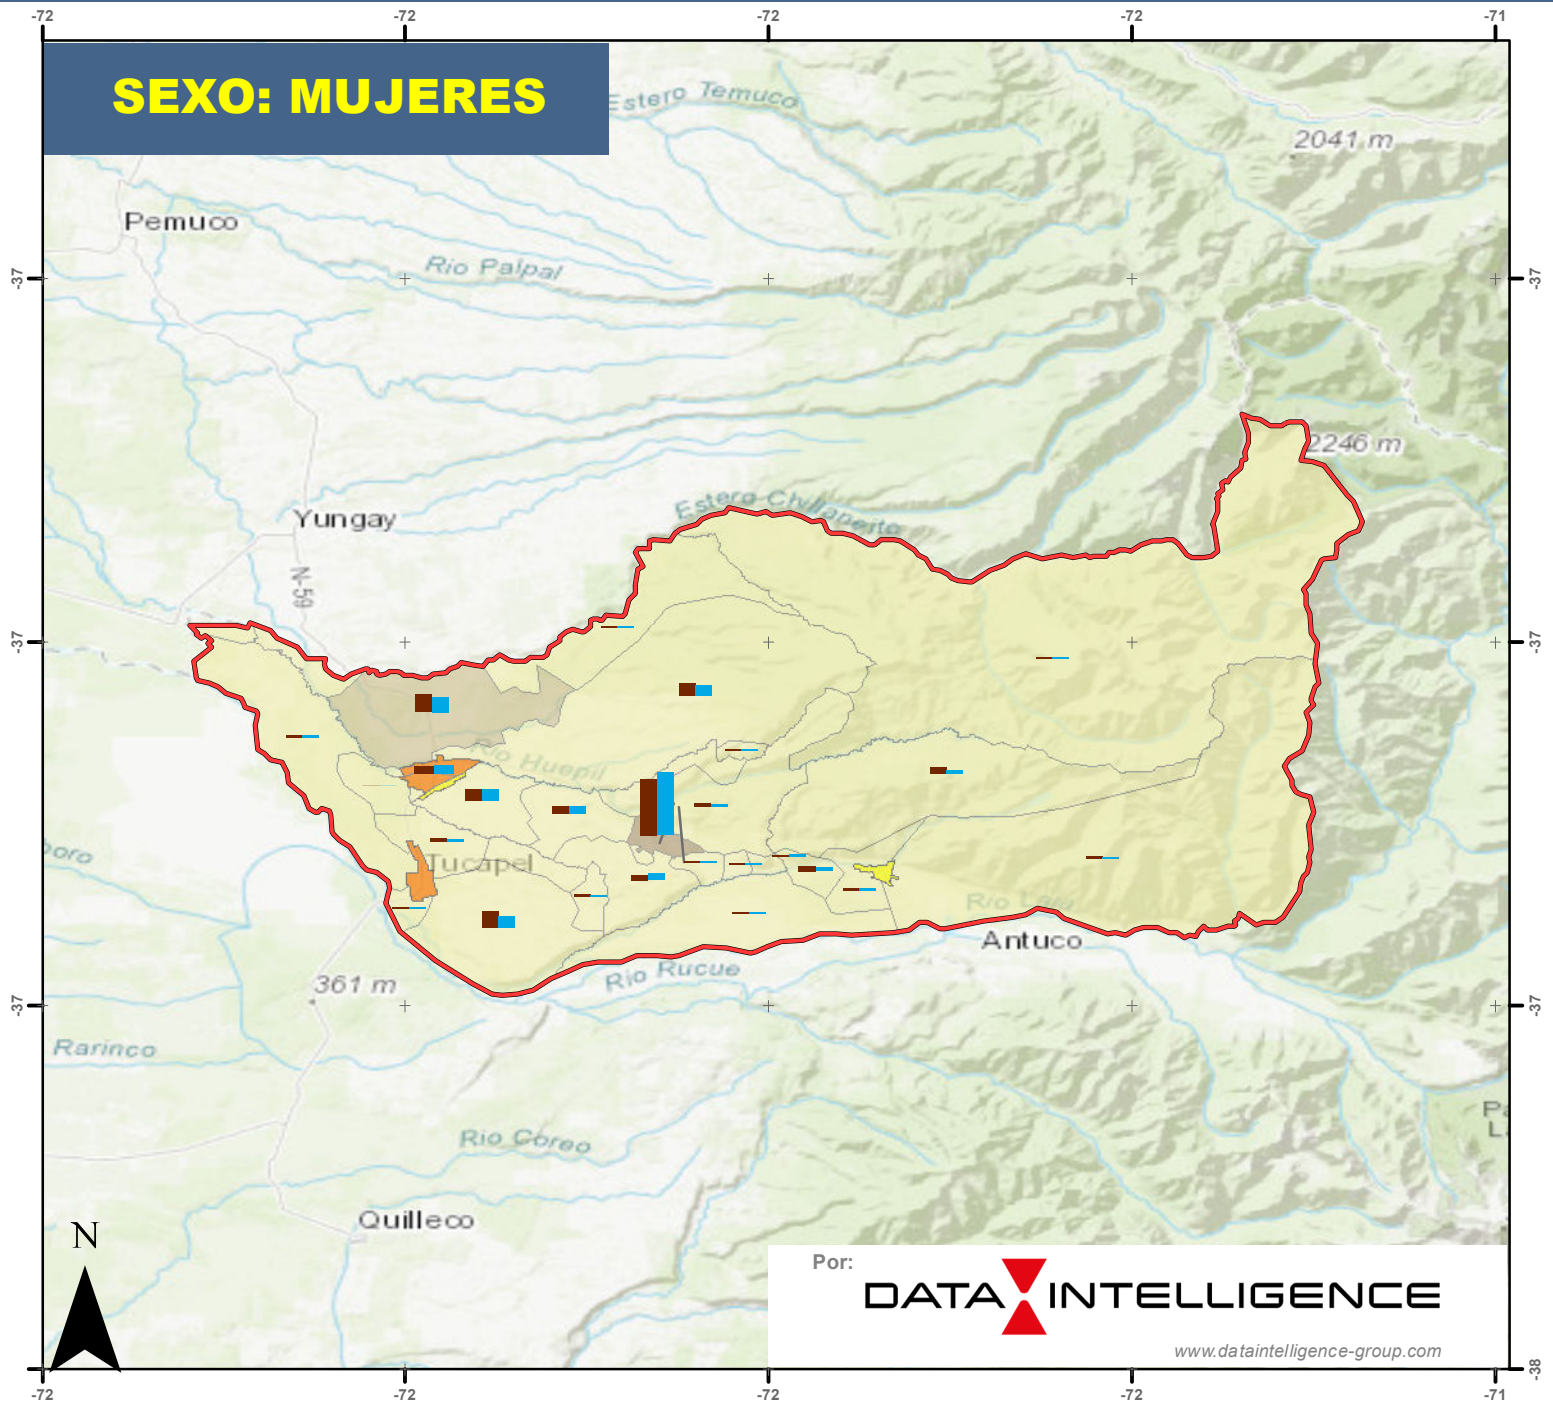 -72 -72 -72 -72 -71
SEXO: MUJERES
Estero Temuco
2041 m
Pemuco
Rio Palpal
-37 -37
2246 m
Estero Chillancito
Yungay
N-59
-37 -37
Rio Huepil
Tucapel
Rio Laja
Antuco
Rio Rucue
361 m
-37 -37
Rarinco
Rio Coreo
Quilleco
N
Por:
DATA INTELLIGENCE
www.dataintelligence-group.com
-38
-72 -72 -72 -72 -71